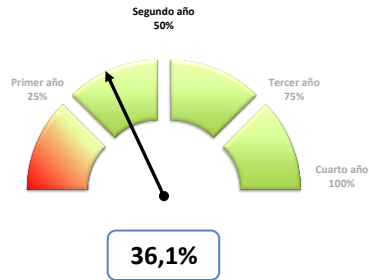 Segundo año
50%
Primer año
25%
Tercer año
75%
Cuarto año
100%
36,1%